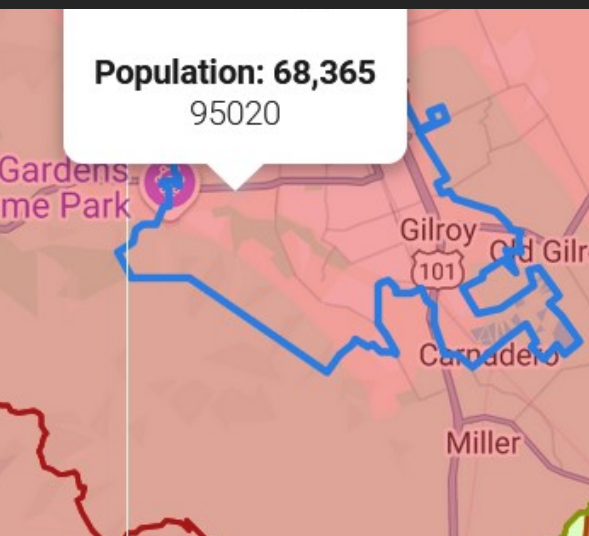 Population: 68,365
95020
Gardens
me Park
Gilroy
Old Gilr
101
Carnadero
Miller